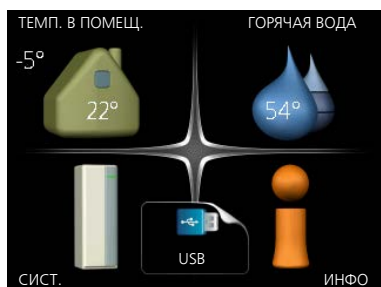 ТЕМП. В ПОМЕЩ.
ГОРЯЧАЯ ВОДА
-5°
22°
54°
USB
СИСТ.
ИНФО